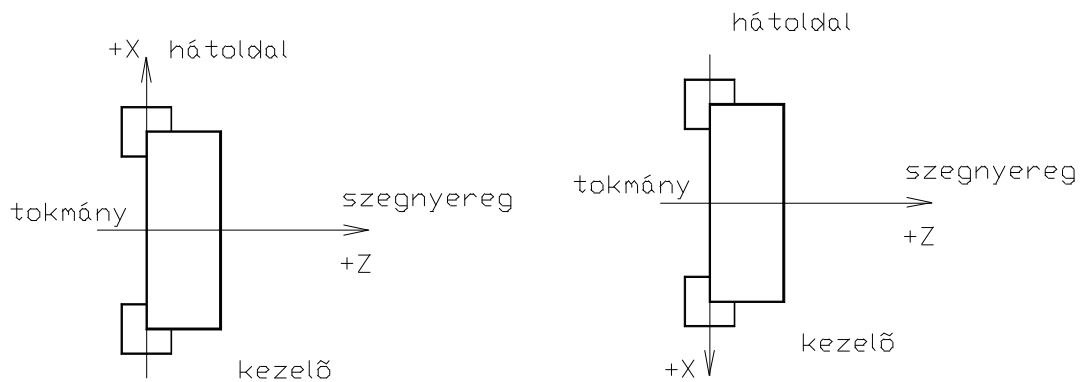 +X hátoldal
szegnyereg
tokmány
+Z
kezelõ
hátoldal
szegnyereg
tokmány
+Z
kezelõ
+X